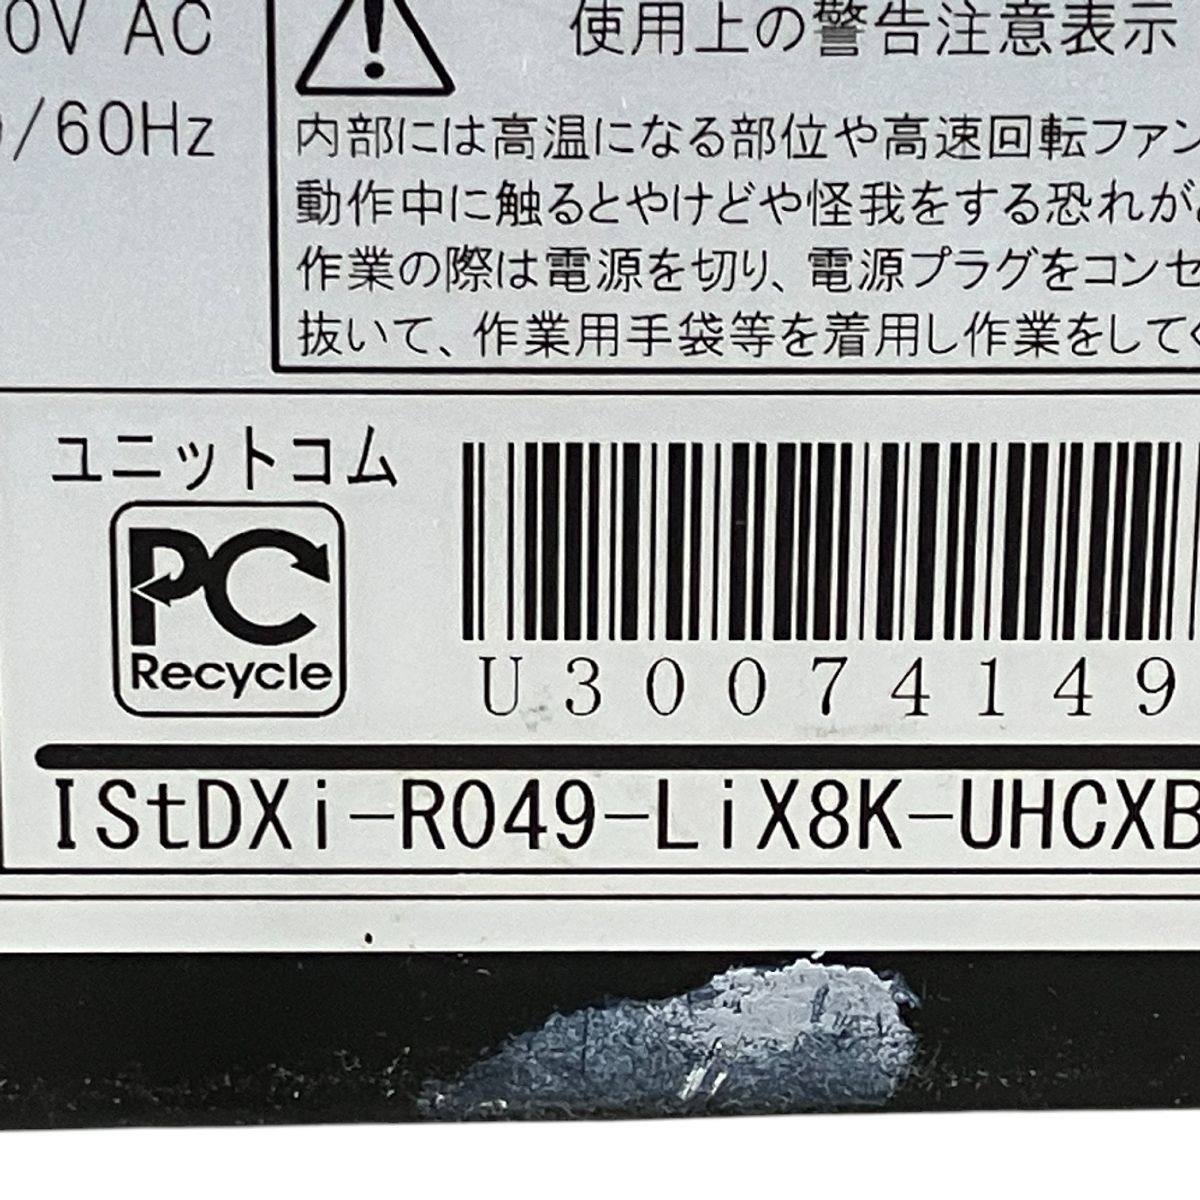 0V AC
/60Hz
使用上の警告注意表示
内部には高温になる部位や高速回転ファン
動作中に触るとやけどや怪我をする恐れが
作業の際は電源を切り、電源プラグをコンセ
抜いて、作業用手袋等を着用し作業をして
ユニットコム
PC
Recycle
U30074149
IStDXi-R049-LiX8K-UHCXB